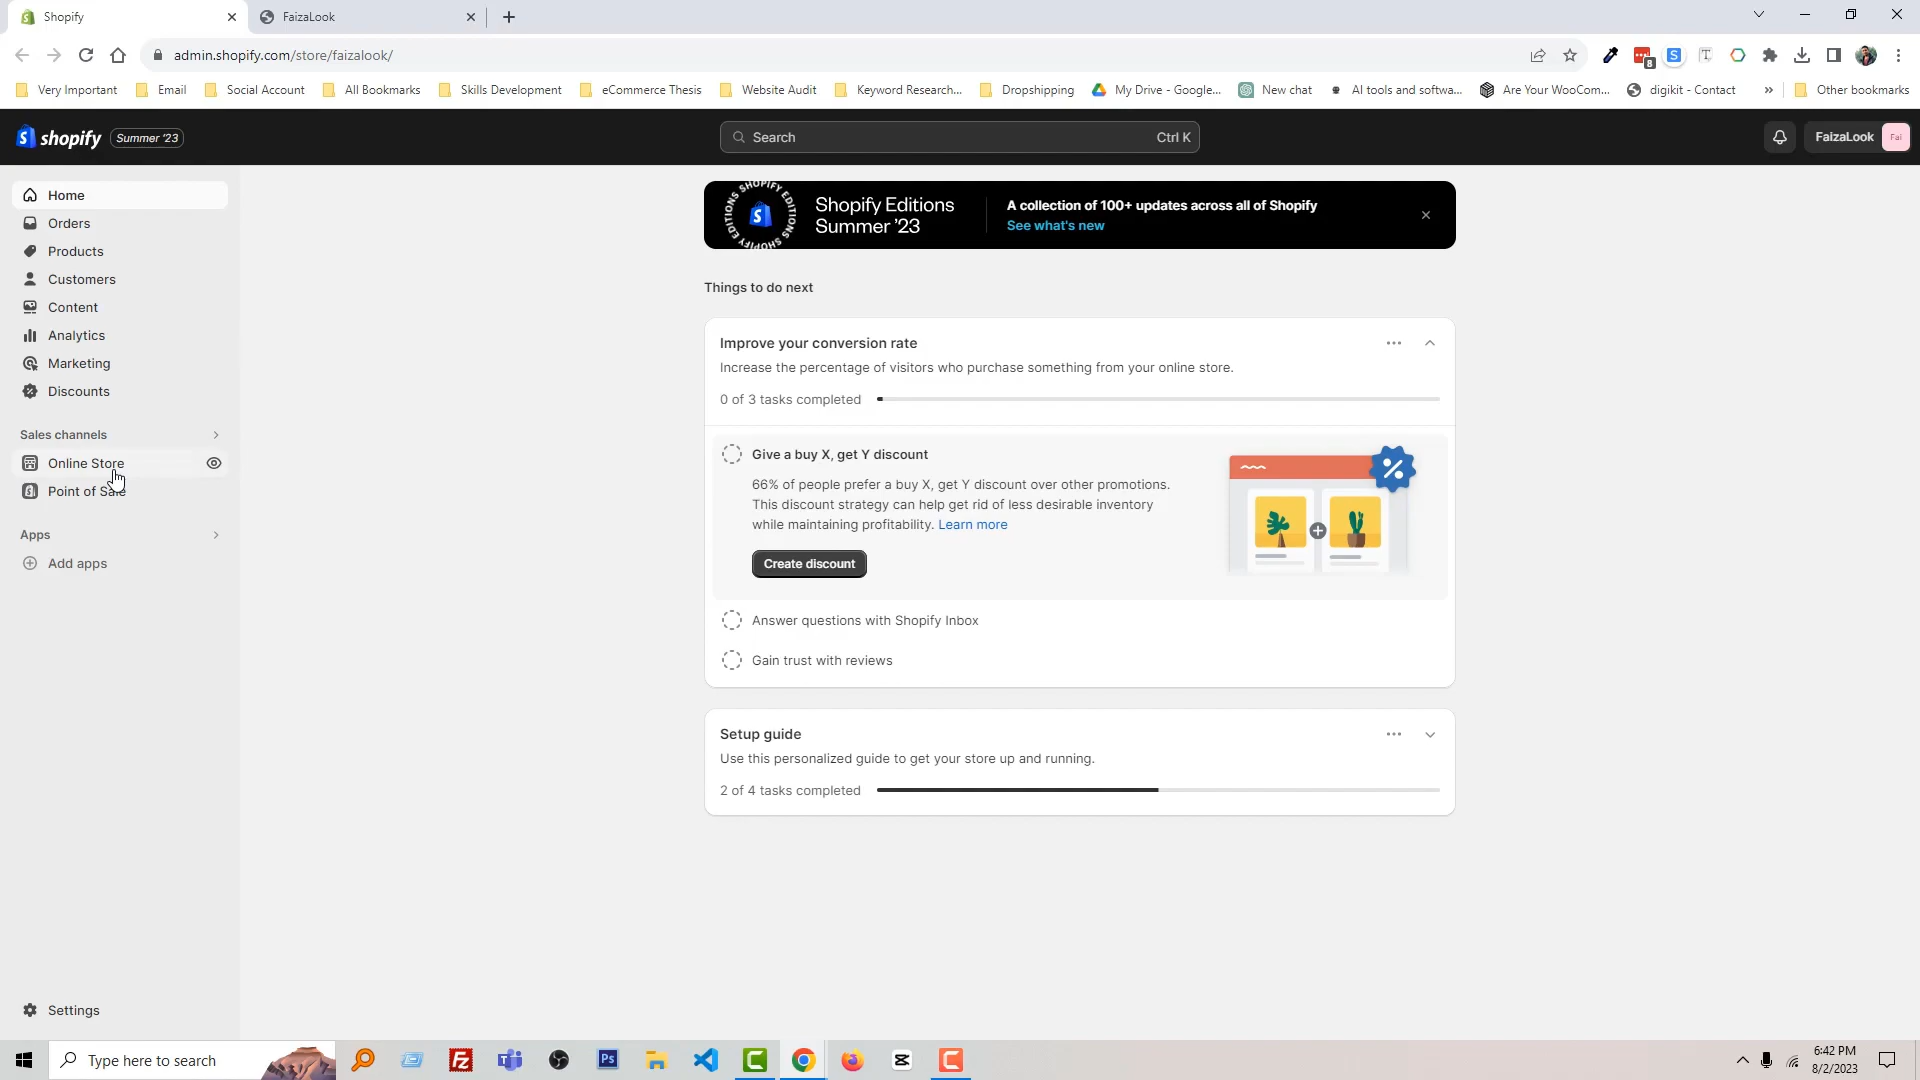 Shopify
FaizaLook
admin.shopify.com/store/faizalook/
8
Very Important
Email
Social Account
All Bookmarks
Skills Development
eCommerce Thesis
Website Audit
Keyword Research...
Dropshipping
My Drive - Google...
New chat
AI tools and softwa...
Are Your WooCom...
digikit - Contact
»
Other bookmarks
shopify
Summer '23
Search
Ctrl K
FaizaLook
Fai
Home
Orders
Products
Customers
Content
Analytics
Marketing
Discounts
Sales channels
Online Store
Point of Sale
Apps
Add apps
Settings
SHOPIFY EDITIONS SHOPIFY EDITIONS
Shopify Editions
Summer '23
A collection of 100+ updates across all of Shopify
See what's new
Things to do next
Improve your conversion rate
Increase the percentage of visitors who purchase something from your online store.
0 of 3 tasks completed
Give a buy X, get Y discount
66% of people prefer a buy X, get Y discount over other promotions.
This discount strategy can help get rid of less desirable inventory
while maintaining profitability. Learn more
Create discount
Answer questions with Shopify Inbox
Gain trust with reviews
Setup guide
Use this personalized guide to get your store up and running.
2 of 4 tasks completed
Type here to search
Ps
6:42 PM
8/2/2023